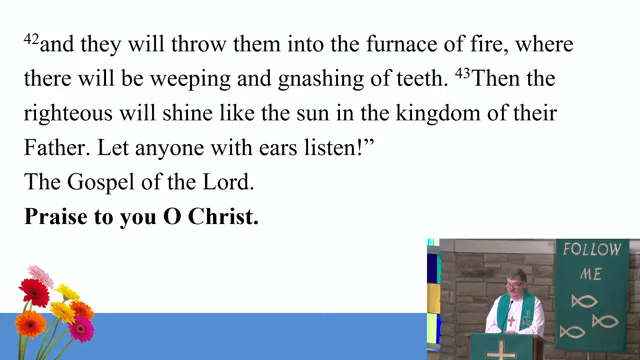 42and they will throw them into the furnace of fire, where
there will be weeping and gnashing of teeth. 43Then the
righteous will shine like the sun in the kingdom of their
Father. Let anyone with ears listen!”
The Gospel of the Lord.
Praise to you O Christ.
FOLLOW
ME